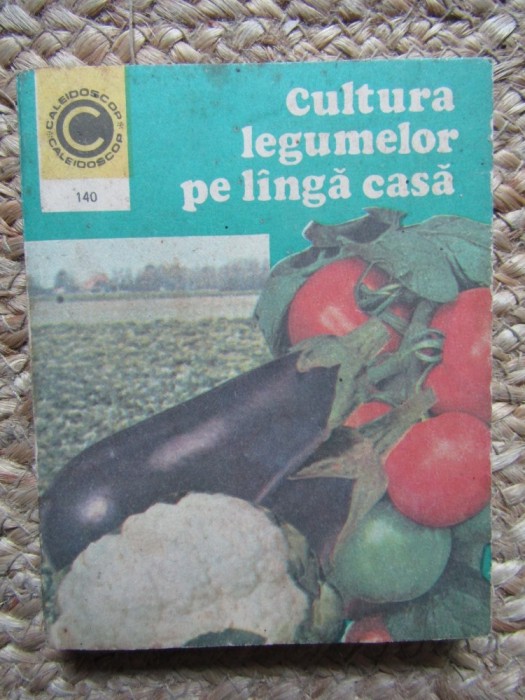 CALEIDOSCOP
C
CALEIDOSCOP
140
Cultura
legumelor
pe lîngă casă